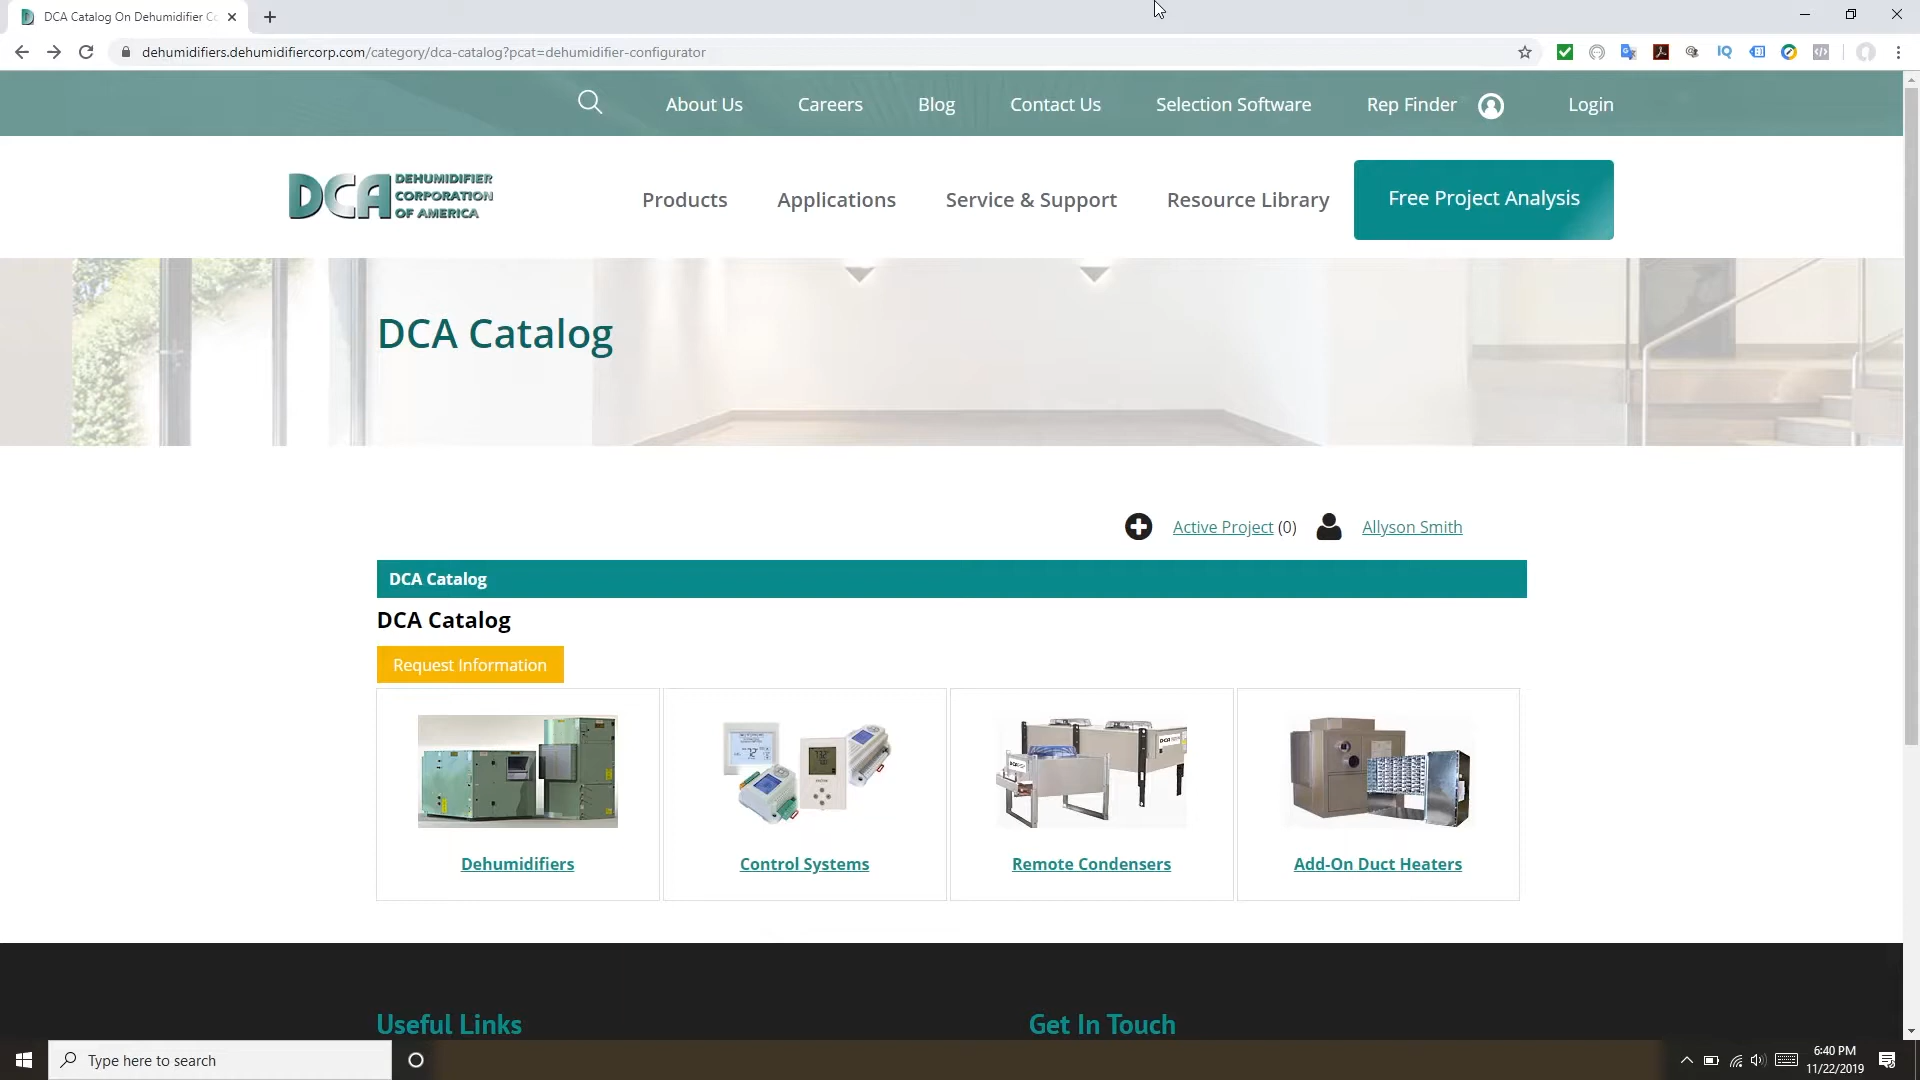 DCA Catalog On Dehumidifier Co
dehumidifiers.dehumidifiercorp.com/category/dca-catalog?pcat=dehumidifier-configurator
About Us
Careers
Blog
Contact Us
Selection Software
Rep Finder
Login
DCA DEHUMIDIFIER
CORPORATION
OF AMERICA
Products
Applications
Service & Support
Resource Library
Free Project Analysis
DCA Catalog
Active Project (0)
Allyson Smith
DCA Catalog
DCA Catalog
Request Information
Dehumidifiers
Control Systems
Remote Condensers
Add-On Duct Heaters
Useful Links
Get In Touch
Type here to search
6:40 PM
11/22/2019